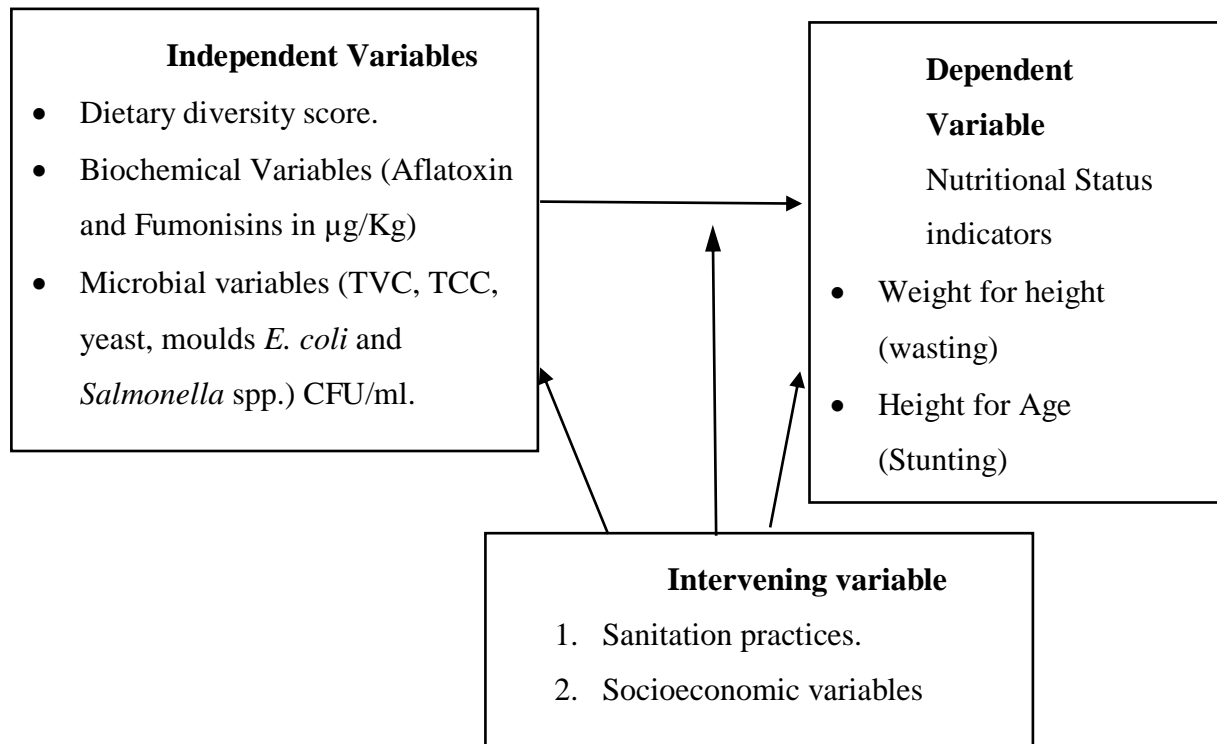 Independent Variables
• Dietary diversity score.
• Biochemical Variables (Aflatoxin
and Fumonisins in µg/Kg)
• Microbial variables (TVC, TCC,
yeast, moulds E. coli and
Salmonella spp.) CFU/ml.
Dependent
Variable
Nutritional Status
indicators
• Weight for height
(wasting)
• Height for Age
(Stunting)
Intervening variable
1. Sanitation practices.
2. Socioeconomic variables